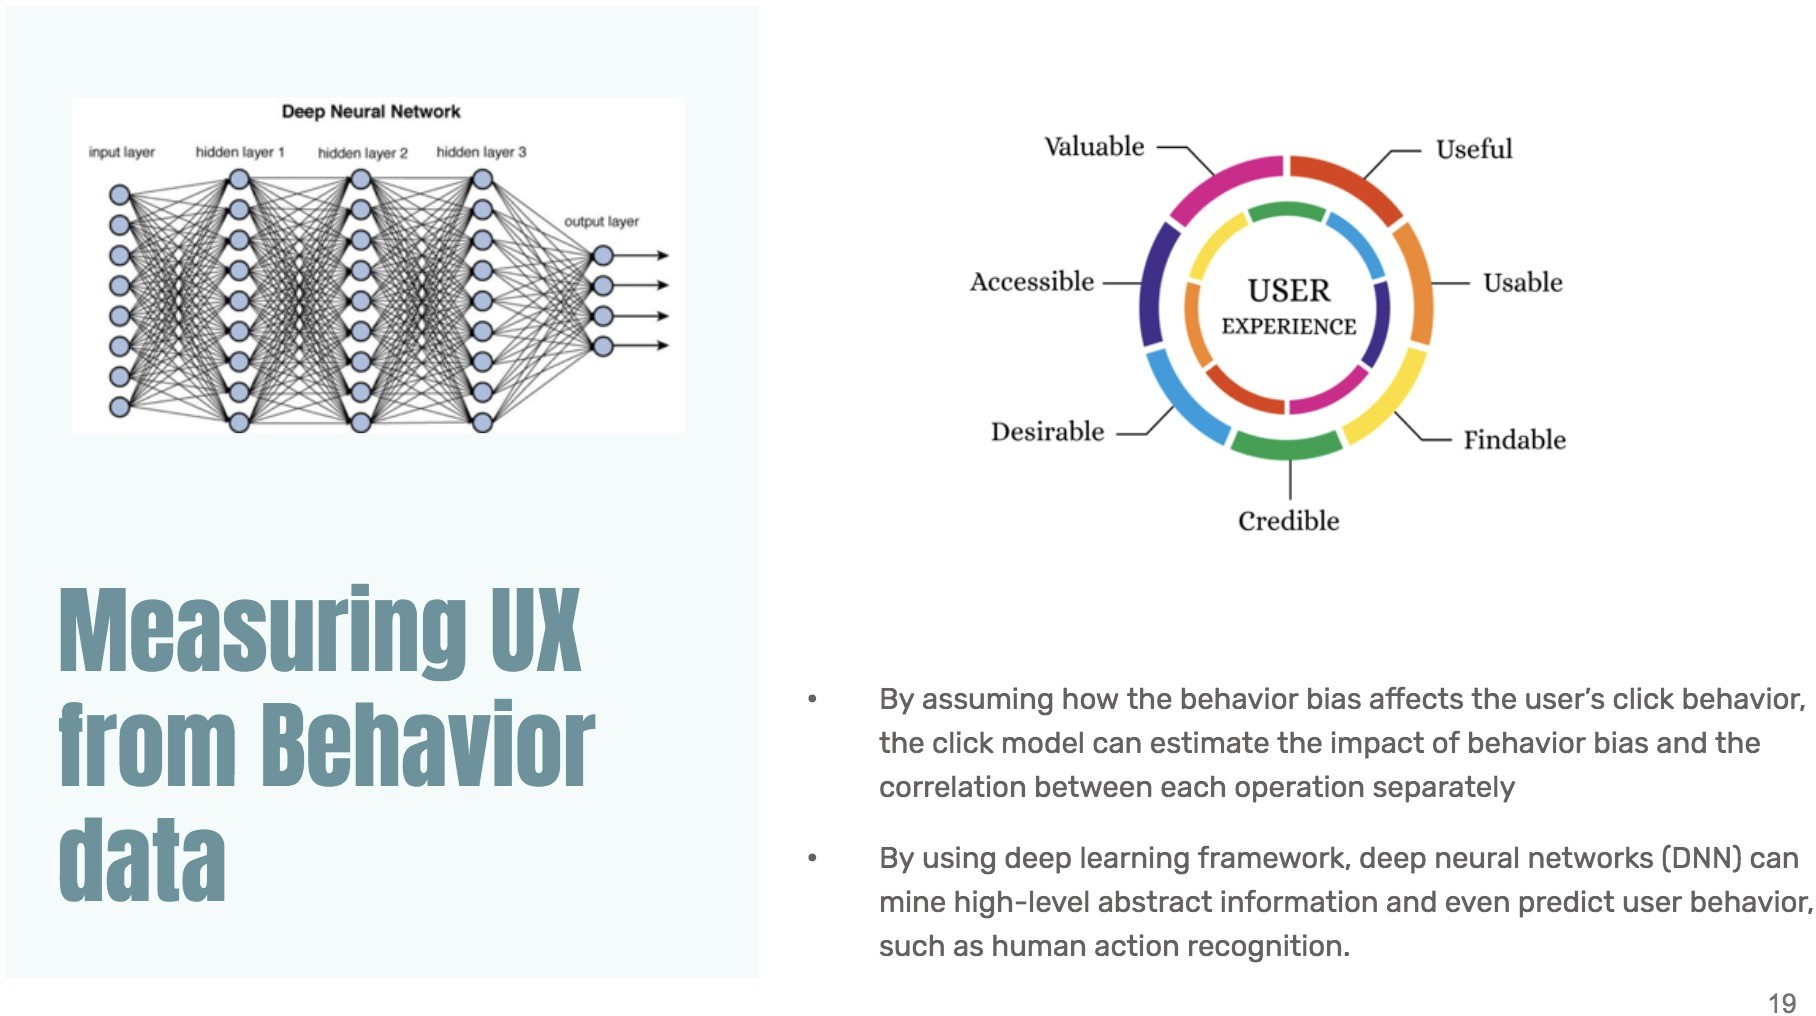 Deep Neural Network
input layer
hidden layer 1
hidden layer 2
hidden layer 3
output layer
Measuring UX
from Behavior
data
Valuable
Useful
Accessible
USER
EXPERIENCE
Usable
Desirable
Findable
Credible
• By assuming how the behavior bias affects the user’s click behavior,
the click model can estimate the impact of behavior bias and the
correlation between each operation separately
• By using deep learning framework, deep neural networks (DNN) can
mine high-level abstract information and even predict user behavior,
such as human action recognition.
19